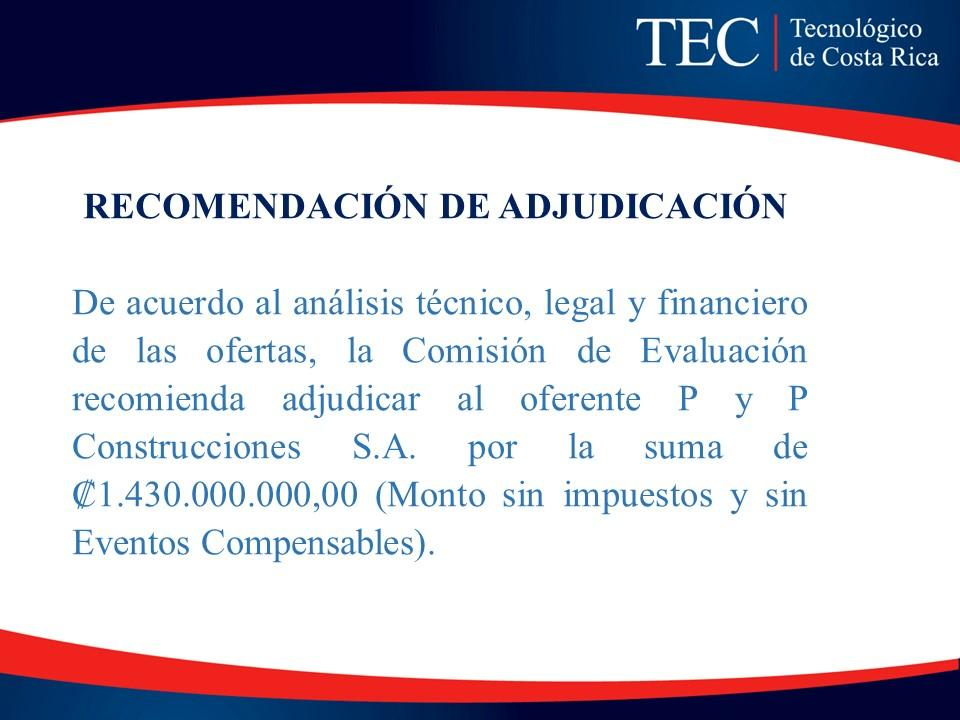 TEC | Tecnológico
de Costa Rica
RECOMENDACIÓN DE ADJUDICACIÓN
De acuerdo al análisis técnico, legal y financiero
de las ofertas, la Comisión de Evaluación
recomienda adjudicar al oferente P y P
Construcciones S.A. por la suma de
₡1.430.000.000,00 (Monto sin impuestos y sin
Eventos Compensables).